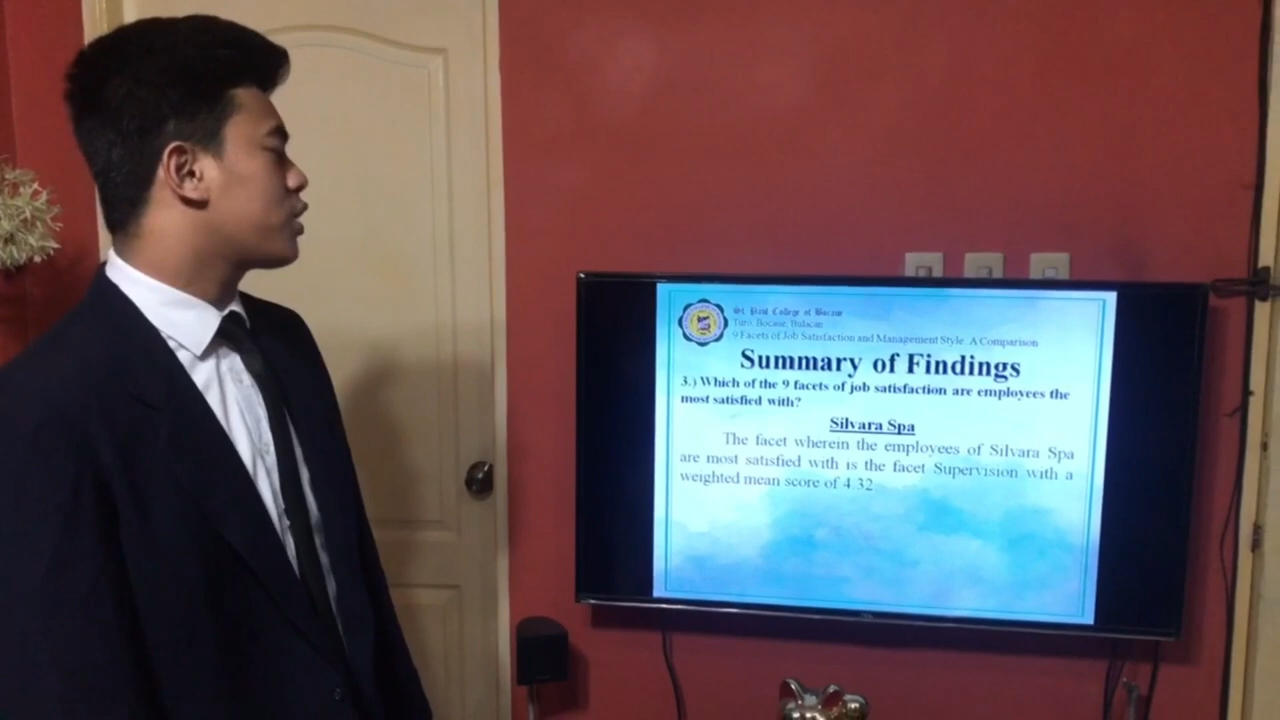 St. Paul College of Bocaue
Turo, Bocaue, Bulacan
9 Facets of Job Satisfaction and Management Style: A Comparison
Summary of Findings
3.) Which of the 9 facets of job satisfaction are employees the
most satisfied with?
Silvara Spa
The facet wherein the employees of Silvara Spa
are most satisfied with is the facet Supervision with a
weighted mean score of 4.32.